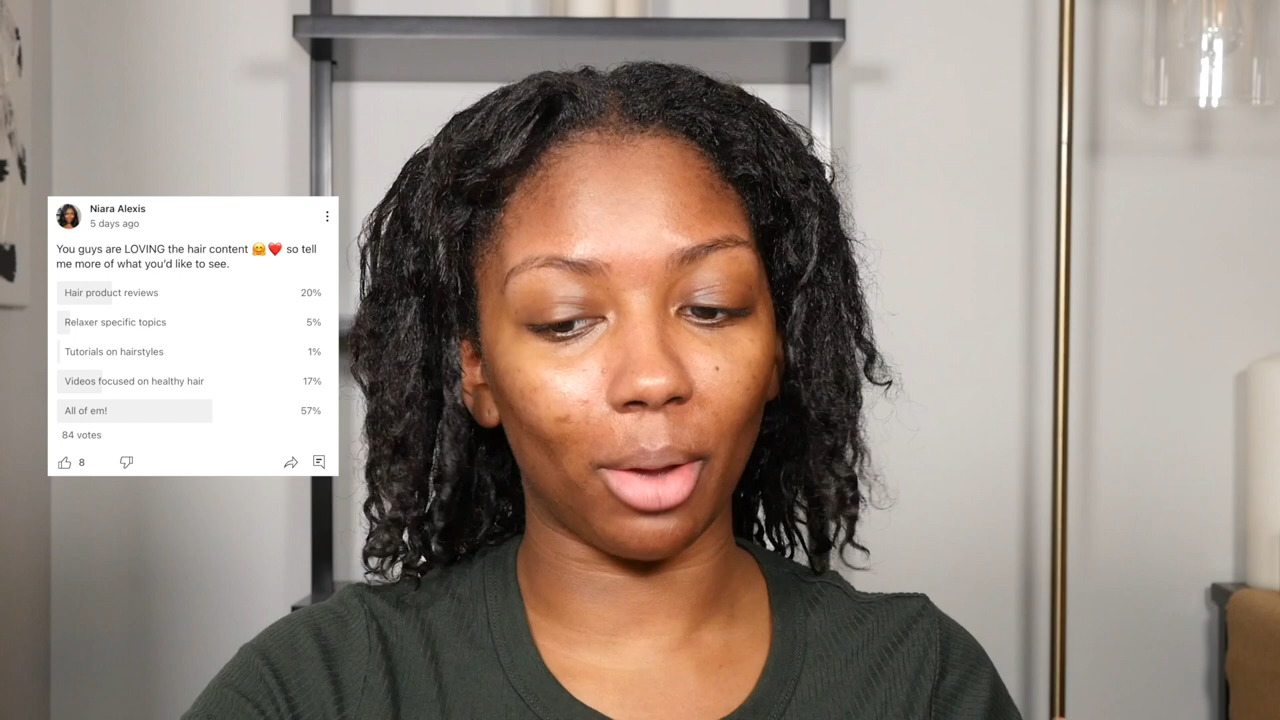 Niara Alexis
5 days ago
You guys are LOVING the hair content 🤗❤️ so tell
me more of what you'd like to see.
Hair product reviews 20%
Relaxer specific topics 5%
Tutorials on hairstyles 1%
Videos focused on healthy hair 17%
All of em! 57%
84 votes
8